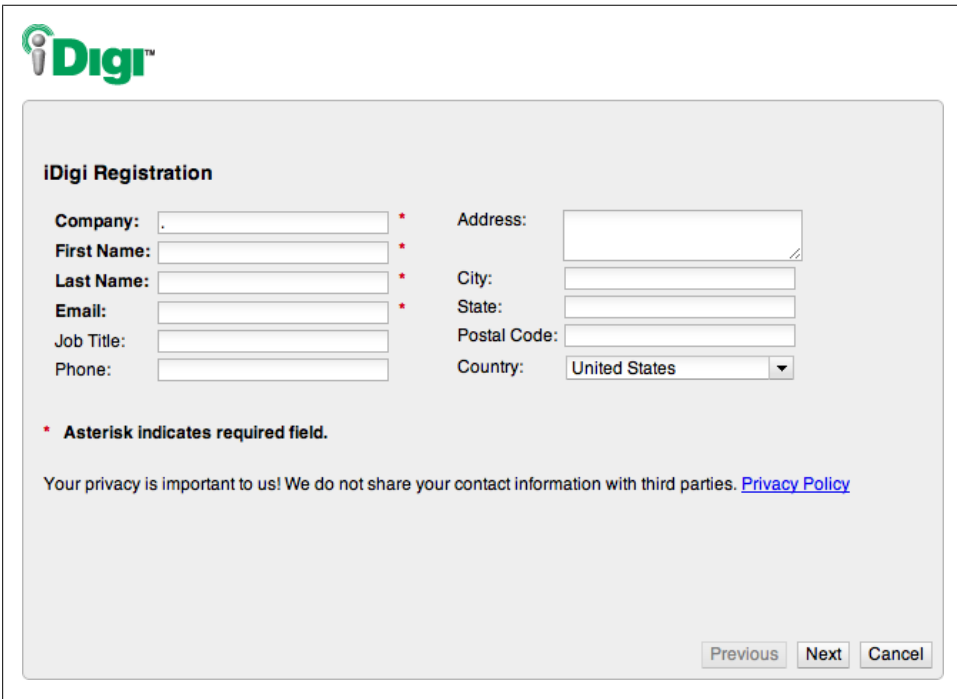 iDigi™
iDigi Registration
Company: . *
First Name: *
Last Name: *
Email: *
Job Title:
Phone:
Address:
City:
State:
Postal Code:
Country: United States
* Asterisk indicates required field.
Your privacy is important to us! We do not share your contact information with third parties. Privacy Policy
Previous Next Cancel